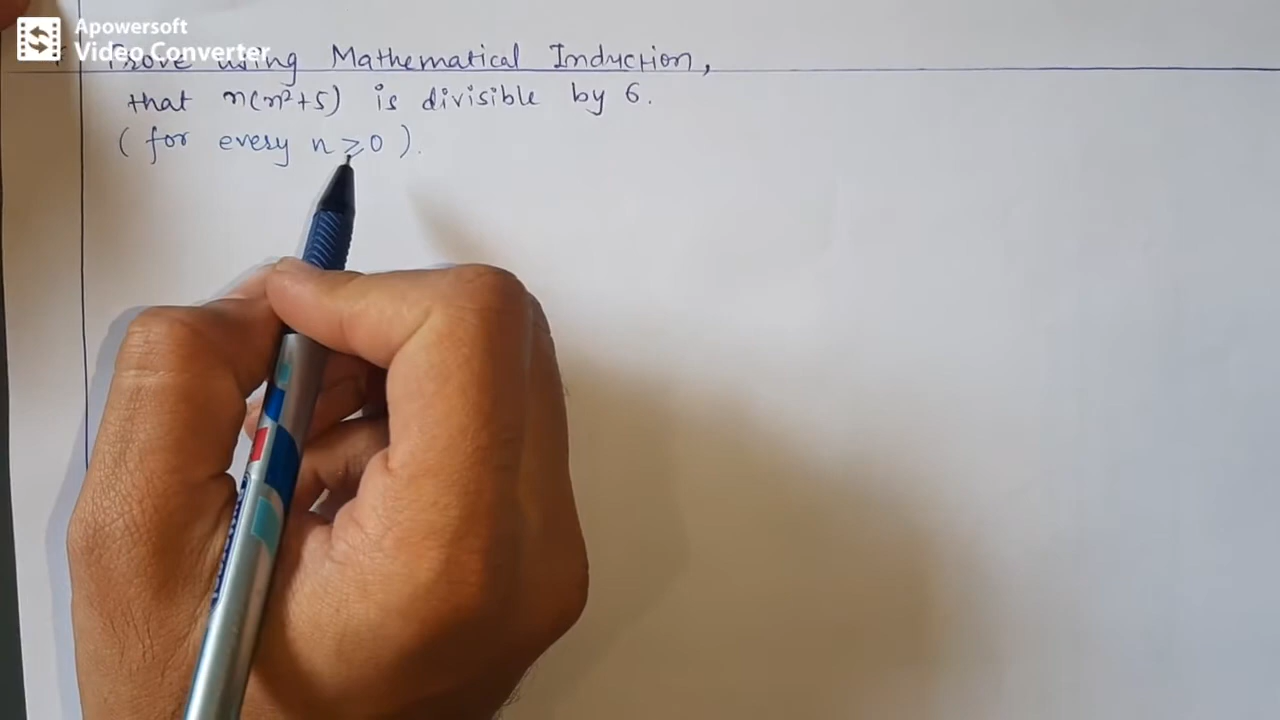 Apowersoft
Video Converter
Prove using Mathematical Induction,
that n(n²+5) is divisible by 6.
(for every n ≥ 0).